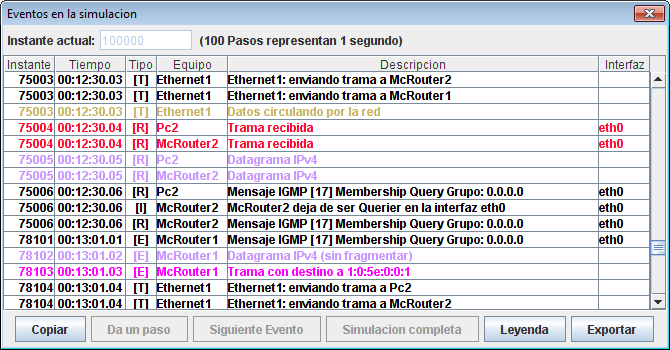 Eventos en la simulacion
Instante actual: 100000 (100 Pasos representan 1 segundo)
Instante Tiempo Tipo Equipo Descripcion Interfaz
75003 00:12:30.03 [T] Ethernet1 Ethernet1: enviando trama a McRouter2
75003 00:12:30.03 [T] Ethernet1 Ethernet1: enviando trama a McRouter1
75003 00:12:30.03 [T] Ethernet1 Datos circulando por la red
75004 00:12:30.04 [R] Pc2 Trama recibida eth0
75004 00:12:30.04 [R] McRouter2 Trama recibida eth0
75005 00:12:30.05 [R] Pc2 Datagrama IPv4
75005 00:12:30.05 [R] McRouter2 Datagrama IPv4
75006 00:12:30.06 [R] Pc2 Mensaje IGMP [17] Membership Query Grupo: 0.0.0.0 eth0
75006 00:12:30.06 [I] McRouter2 McRouter2 deja de ser Querier en la interfaz eth0 eth0
75006 00:12:30.06 [R] McRouter2 Mensaje IGMP [17] Membership Query Grupo: 0.0.0.0 eth0
78101 00:13:01.01 [E] McRouter1 Mensaje IGMP [17] Membership Query Grupo: 0.0.0.0 eth0
78102 00:13:01.02 [E] McRouter1 Datagrama IPv4 (sin fragmentar)
78103 00:13:01.03 [E] McRouter1 Trama con destino a 1:0:5e:0:0:1
78104 00:13:01.04 [T] Ethernet1 Ethernet1: enviando trama a Pc2
78104 00:13:01.04 [T] Ethernet1 Ethernet1: enviando trama a McRouter2
Copiar Da un paso Siguiente Evento Simulacion completa Leyenda Exportar